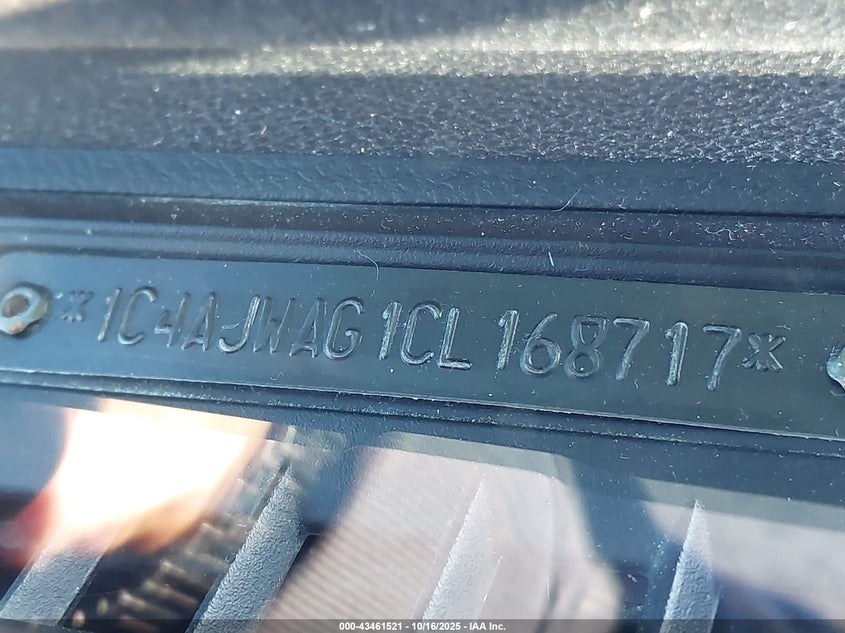 *1C4AJWAG1CL168717*
000-43461521 | 10/16/2025 - IAA Inc.